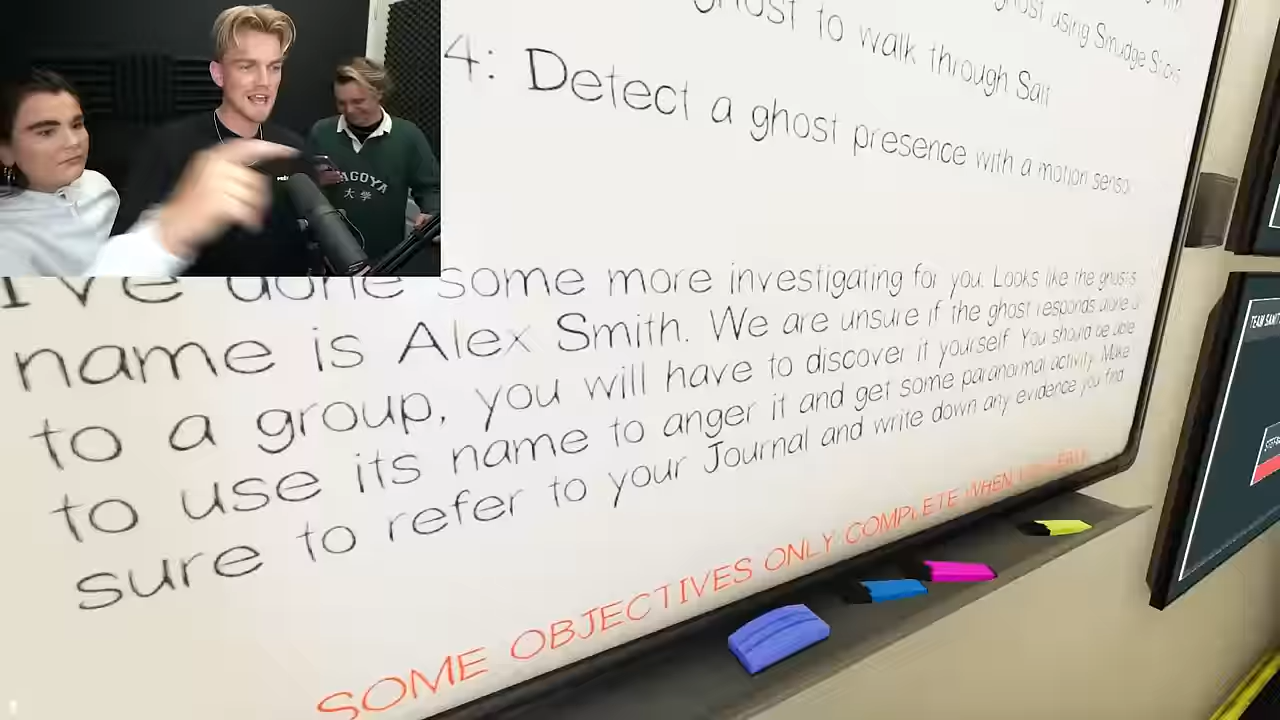 ghost using Smudge Sticks
ghost to walk through Salt
4: Detect a ghost presence with a motion sensor
I've done some more investigating for you. Looks like the ghosts
name is Alex Smith. We are unsure if the ghost responds alone or
to a group, you will have to discover it yourself. You should be able
to use its name to anger it and get some paranormal activity. Make
sure to refer to your Journal and write down any evidence you find.
SOME OBJECTIVES ONLY COMPLETE WHEN
TEAM SANIT
NAGOYA
大学